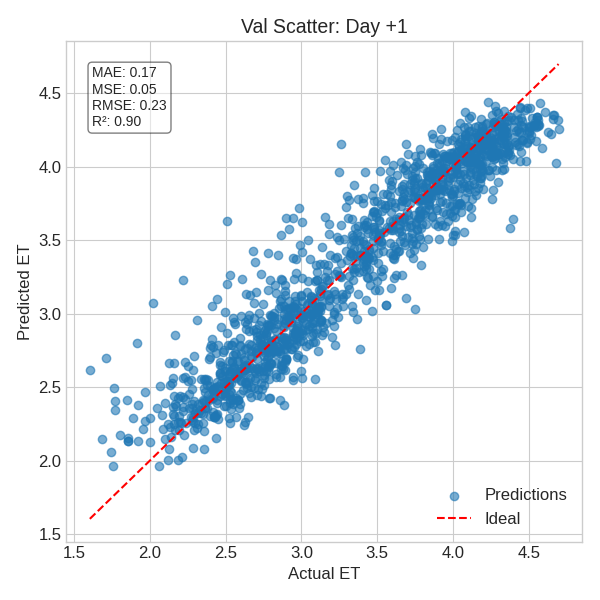 Val Scatter: Day +1
MAE: 0.17
MSE: 0.05
RMSE: 0.23
R²: 0.90
Predicted ET
4.5
4.0
3.5
3.0
2.5
2.0
1.5
Predictions
Ideal
1.5 2.0 2.5 3.0 3.5 4.0 4.5
Actual ET